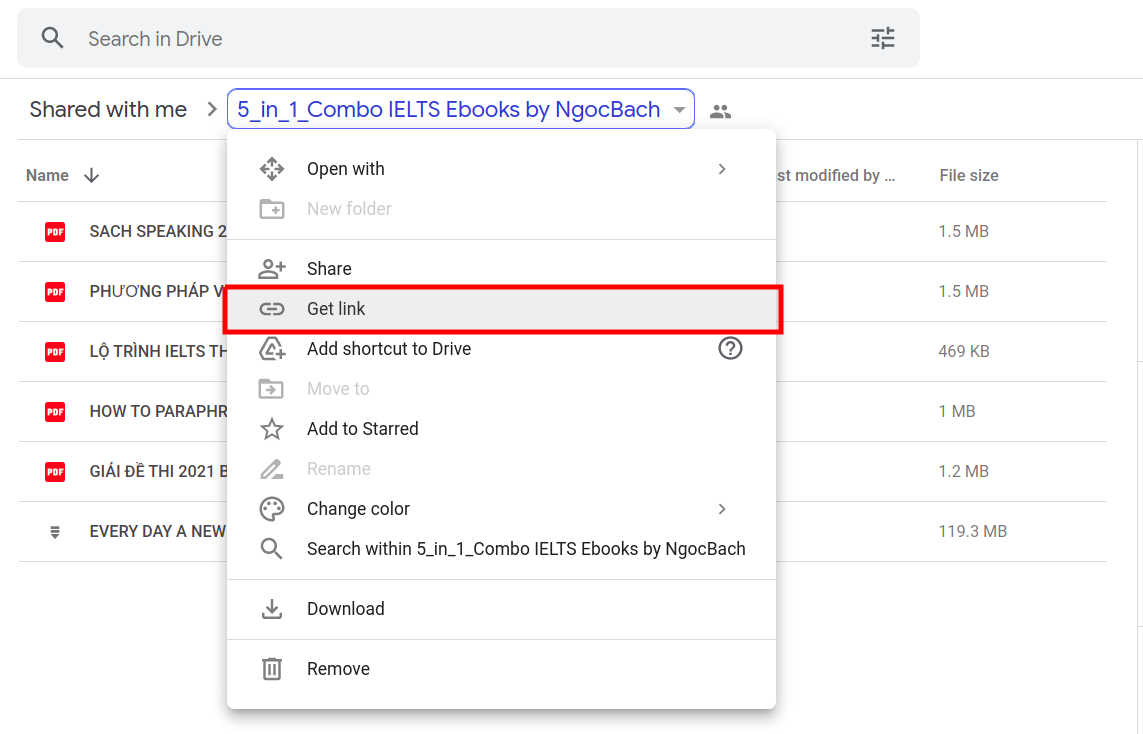 Search in Drive
Shared with me > 5_in_1_Combo IELTS Ebooks by NgocBach
Name
st modified by ...
File size
Open with
New folder
Share
Get link
Add shortcut to Drive
Move to
Add to Starred
Rename
Change color
Search within 5_in_1_Combo IELTS Ebooks by NgocBach
Download
Remove
PDF SACH SPEAKING 2 1.5 MB
PDF PHƯƠNG PHÁP V 1.5 MB
PDF LỘ TRÌNH IELTS TH 469 KB
PDF HOW TO PARAPHR 1 MB
PDF GIẢI ĐỀ THI 2021 B 1.2 MB
EVERY DAY A NEW 119.3 MB